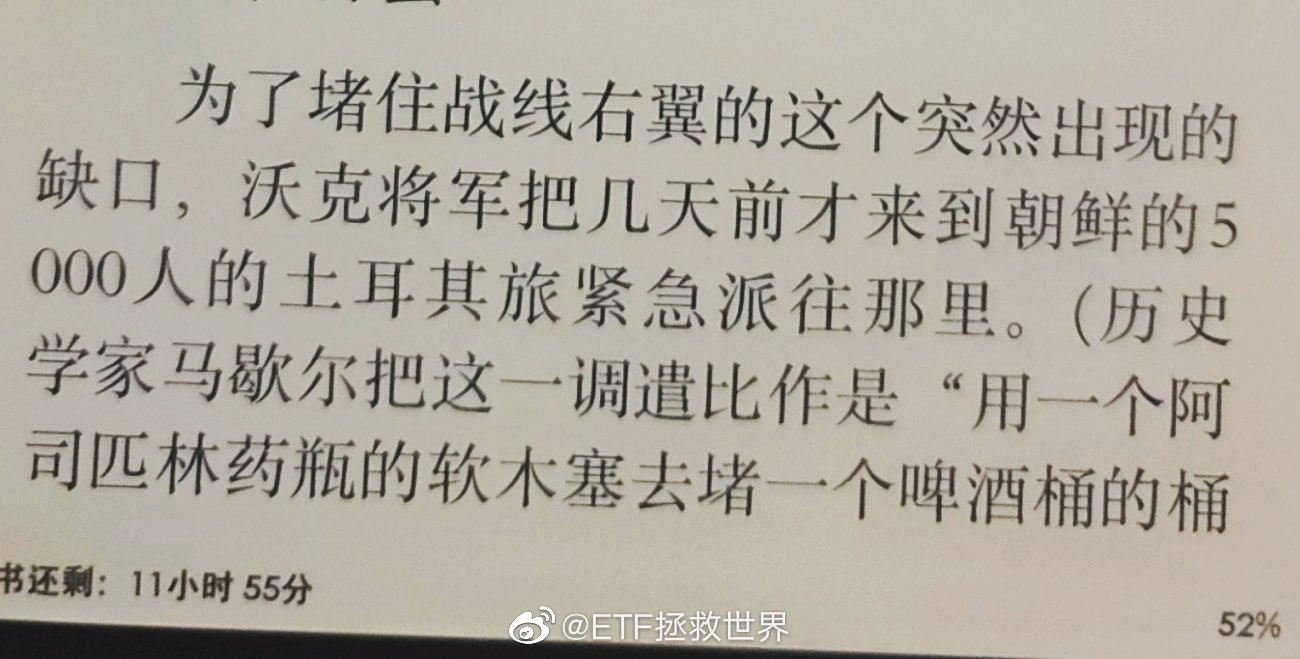 为了堵住战线右翼的这个突然出现的
缺口，沃克将军把几天前才来到朝鲜的5
000人的土耳其旅紧急派往那里。（历史
学家马歇尔把这一调遣比作是“用一个阿
司匹林药瓶的软木塞去堵一个啤酒桶的桶
书还剩：11小时 55分
52%
@ETF拯救世界